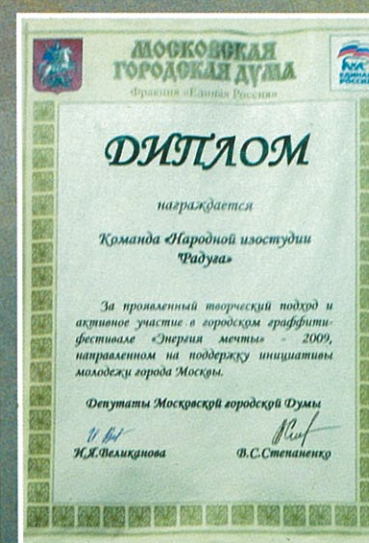 МОСКОВСКАЯ
ГОРОДСКАЯ ДУМА
Фракция «Единая Россия»
ЕДИНАЯ
РОССИЯ
ДИПЛОМ
награждается
Команда «Народной изостудии
"Радуга»
За проявленный творческий подход и
активное участие в городском граффити-
фестивале «Энергия мечты» - 2009,
направленном на поддержку инициативы
молодежи города Москвы.
Депутаты Московской городской Думы
И.Я.Великанова В.С.Степаненко